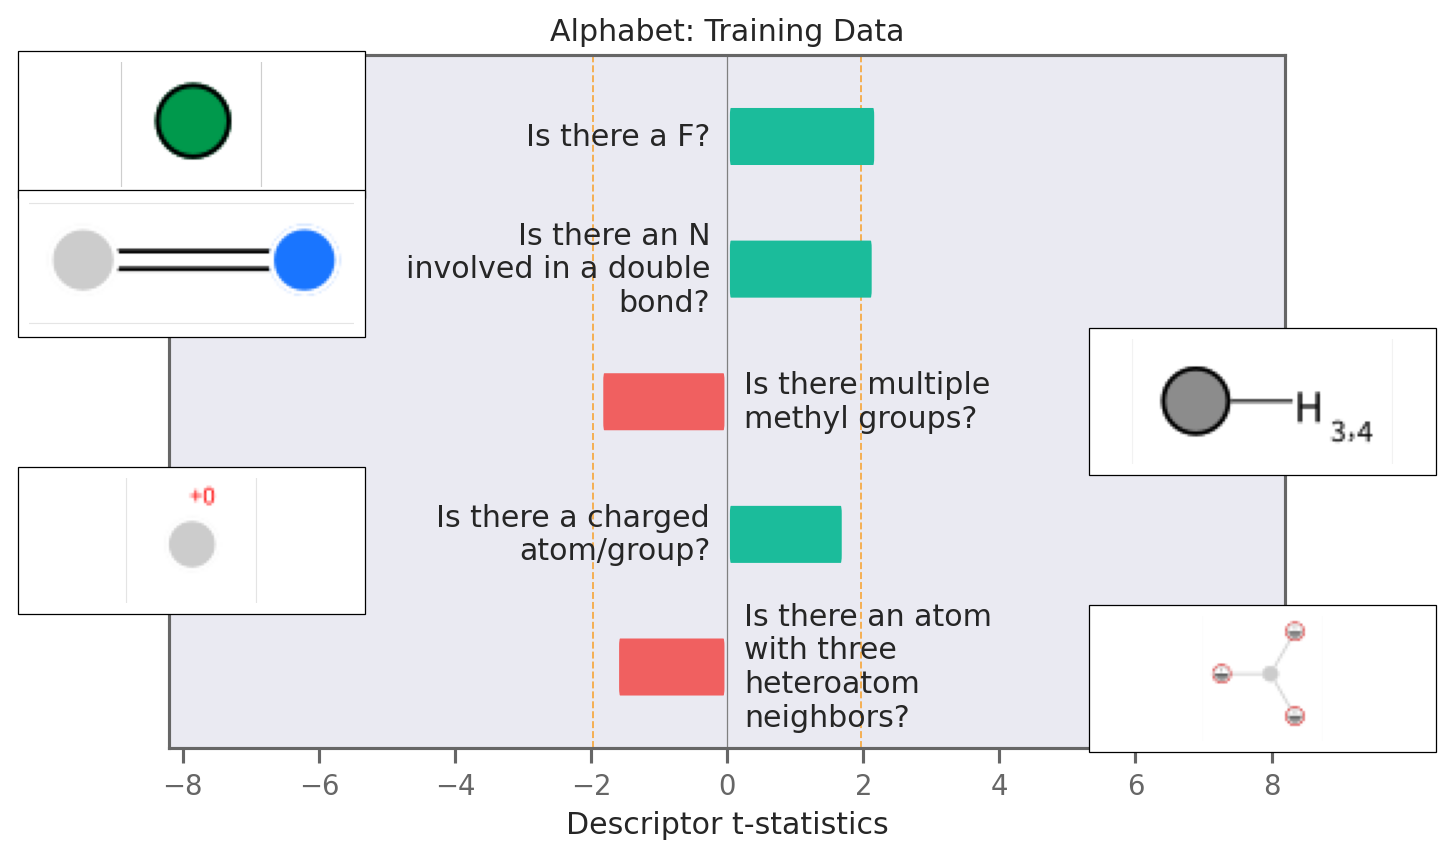 Alphabet: Training Data
Is there a F?
Is there an N
involved in a double
bond?
Is there multiple
methyl groups?
H
3,4
+0
Is there a charged
atom/group?
Is there an atom
with three
heteroatom
neighbors?
−8 −6 −4 −2 0 2 4 6 8
Descriptor t-statistics